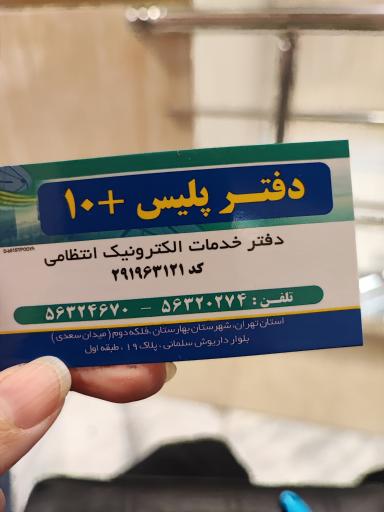 دفتر پلیس +۱۰
دفتر خدمات الکترونیک انتظامی
کد ۲۹۱۹۶۳۱۲۱
تلفن : ۵۶۳۲۰۲۷۴ - ۵۶۳۲۴۶۷۰
استان تهران، شهرستان بهارستان ،فلکه دوم ( میدان سعدی )
بلوار داریوش سلمانی ، پلاک ۱۹ ، طبقه اول